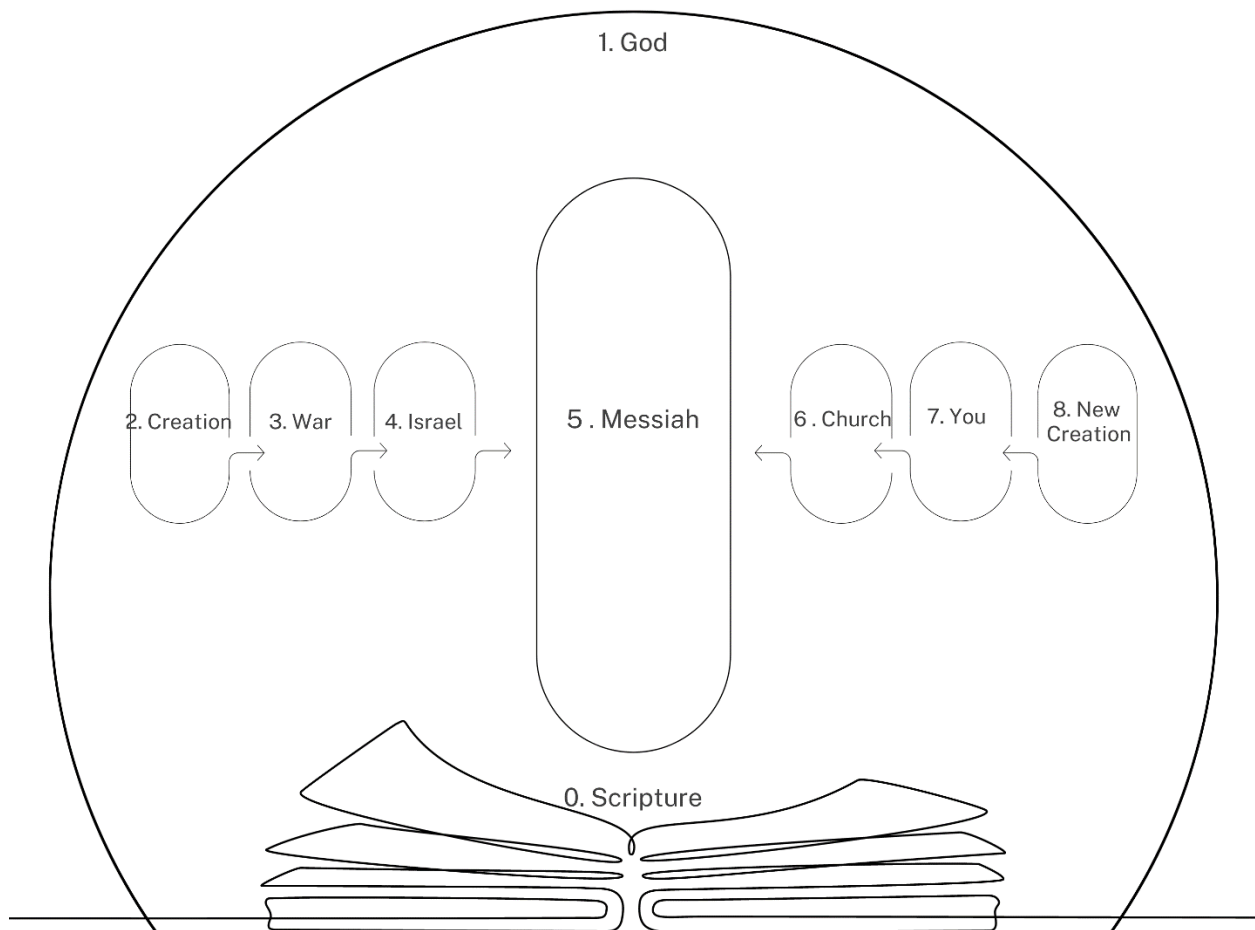 1. God
2. Creation
3. War
4. Israel
5 . Messiah
6. Church
7. You
8. New
Creation
0. Scripture